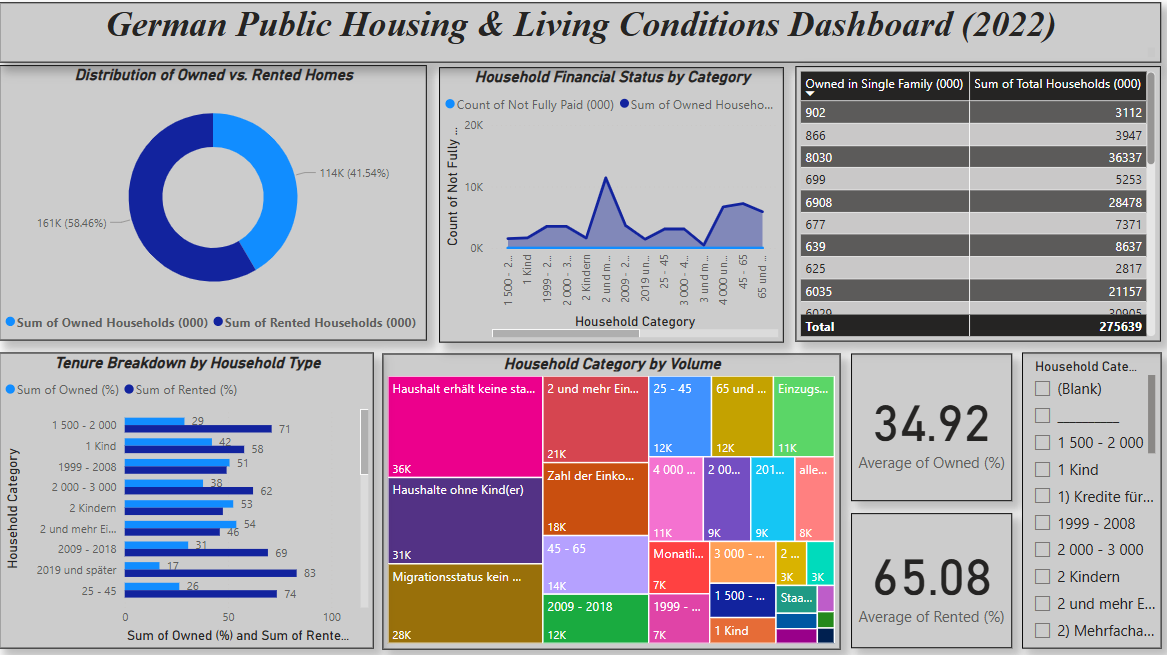 German Public Housing & Living Conditions Dashboard (2022)
Distribution of Owned vs. Rented Homes
114K (41.54%)
161K (58.46%)
Sum of Owned Households (000) Sum of Rented Households (000)
Household Financial Status by Category
Count of Not Fully Paid (000) Sum of Owned Househo...
Count of Not Fully ...
20K
10K
0K
1 500 - 2...
1 Kind
1999 - 2...
2 000 - 3...
2 Kindern
2 und m...
2009 - 2...
2019 un...
25 - 45
3 000 - 4...
3 und m...
4 000 un...
45 - 65
65 und ...
Household Category
Owned in Single Family (000) Sum of Total Households (000)
902 3112
866 3947
8030 36337
699 5253
6908 28478
677 7371
639 8637
625 2817
6035 21157
6029 30905
Total 275639
Tenure Breakdown by Household Type
Sum of Owned (%) Sum of Rented (%)
Household Category
1 500 - 2 000 29 71
1 Kind 42 58
1999 - 2008 51
2 000 - 3 000 38 62
2 Kindern 53
2 und mehr Ei... 54 46
2009 - 2018 31 69
2019 und später 17 83
25 - 45 26 74
0 50 100
Sum of Owned (%) and Sum of Rente...
Household Category by Volume
Haushalt erhält keine sta...
36K
Haushalte ohne Kind(er)
31K
Migrationsstatus kein ...
28K
2 und mehr Ein...
21K
Zahl der Einko...
18K
45 - 65
14K
2009 - 2018
12K
25 - 45
12K
65 und ...
12K
Einzugs...
11K
4 000 ...
11K
2 00...
9K
201...
9K
alle...
8K
Monatli...
7K
1999 - ...
7K
3 000 - ...
1 500 - ...
1 Kind
2 ...
3K
3K
Staa...
34.92
Average of Owned (%)
65.08
Average of Rented (%)
Household Cate...
(Blank)
__________
1 500 - 2 000
1 Kind
1) Kredite für...
1999 - 2008
2 000 - 3 000
2 Kindern
2 und mehr E...
2) Mehrfacha...